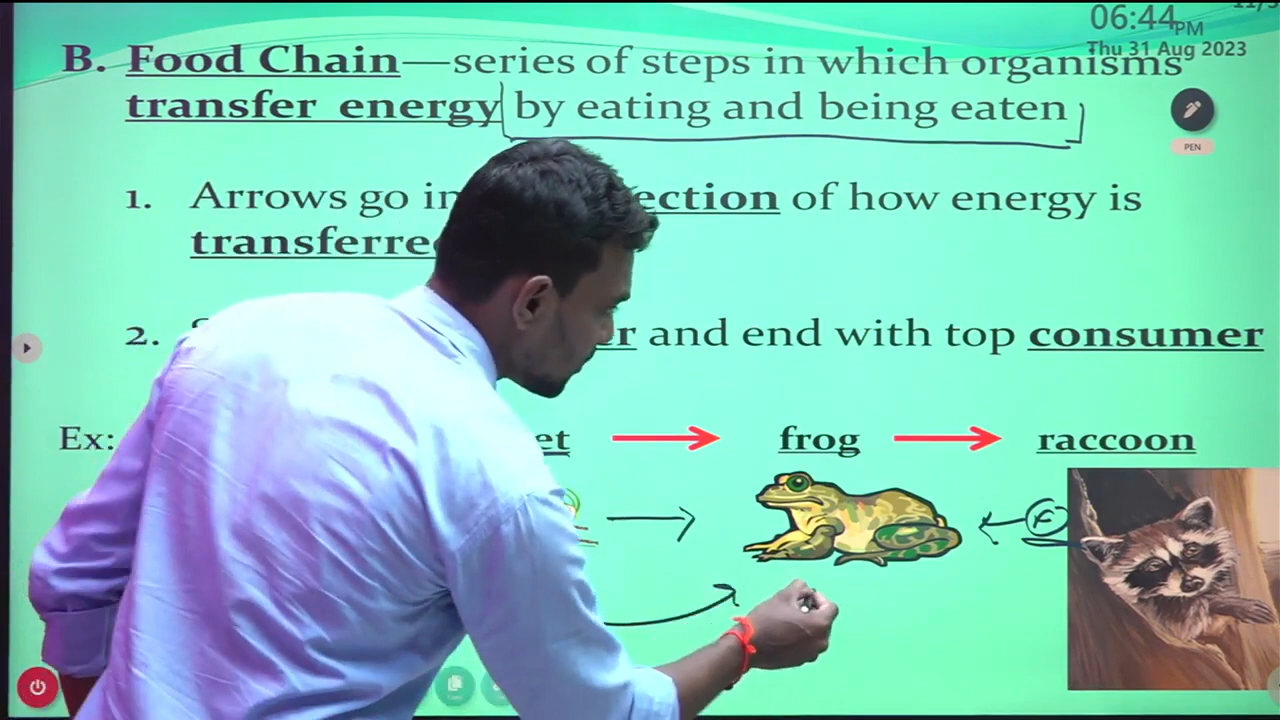 06:44PM
Thu 31 Aug 2023
B. Food Chain—series of steps in which organisms
transfer energy by eating and being eaten
PEN
1. Arrows go in ection of how energy is
transferre
2. r and end with top consumer
Ex: et frog raccoon